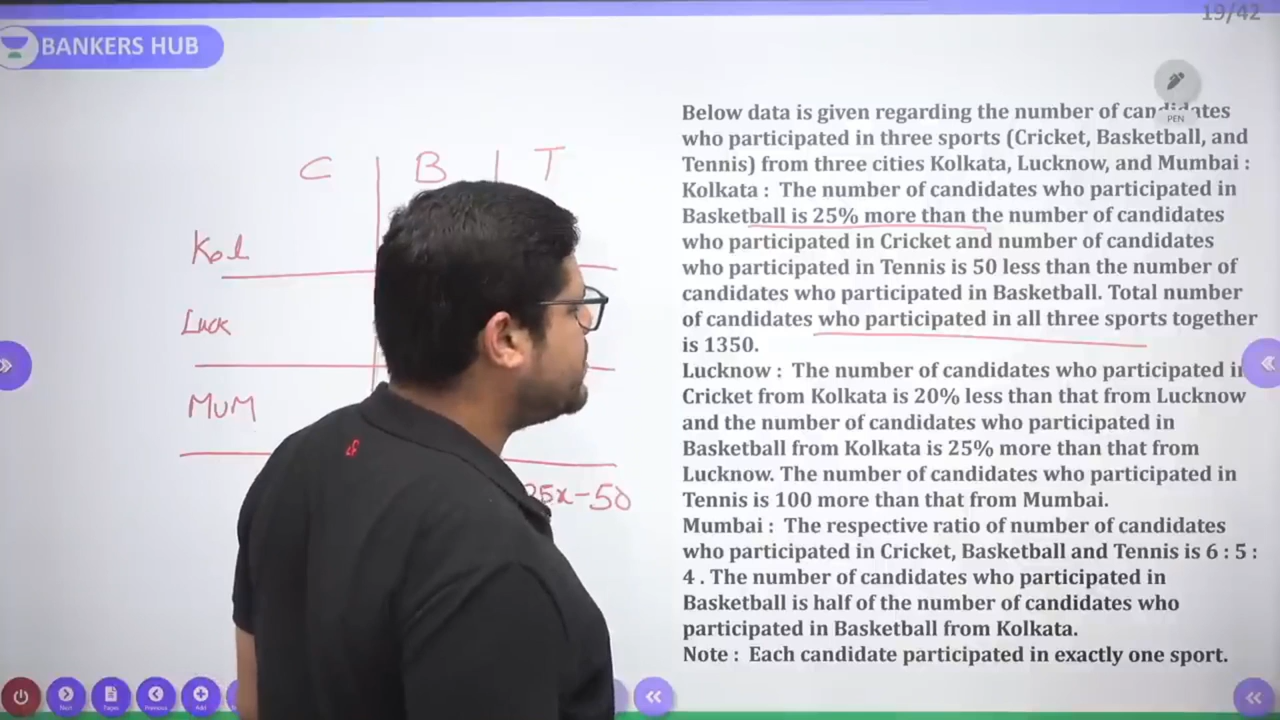 19/42
BANKERS HUB
PEN
C B T
Kol
Luck
MUM
25x-50
Below data is given regarding the number of candidates
who participated in three sports (Cricket, Basketball, and
Tennis) from three cities Kolkata, Lucknow, and Mumbai :
Kolkata : The number of candidates who participated in
Basketball is 25% more than the number of candidates
who participated in Cricket and number of candidates
who participated in Tennis is 50 less than the number of
candidates who participated in Basketball. Total number
of candidates who participated in all three sports together
is 1350.
Lucknow : The number of candidates who participated in
Cricket from Kolkata is 20% less than that from Lucknow
and the number of candidates who participated in
Basketball from Kolkata is 25% more than that from
Lucknow. The number of candidates who participated in
Tennis is 100 more than that from Mumbai.
Mumbai : The respective ratio of number of candidates
who participated in Cricket, Basketball and Tennis is 6 : 5 :
4 . The number of candidates who participated in
Basketball is half of the number of candidates who
participated in Basketball from Kolkata.
Note : Each candidate participated in exactly one sport.
Next
Pages
Previous
Add